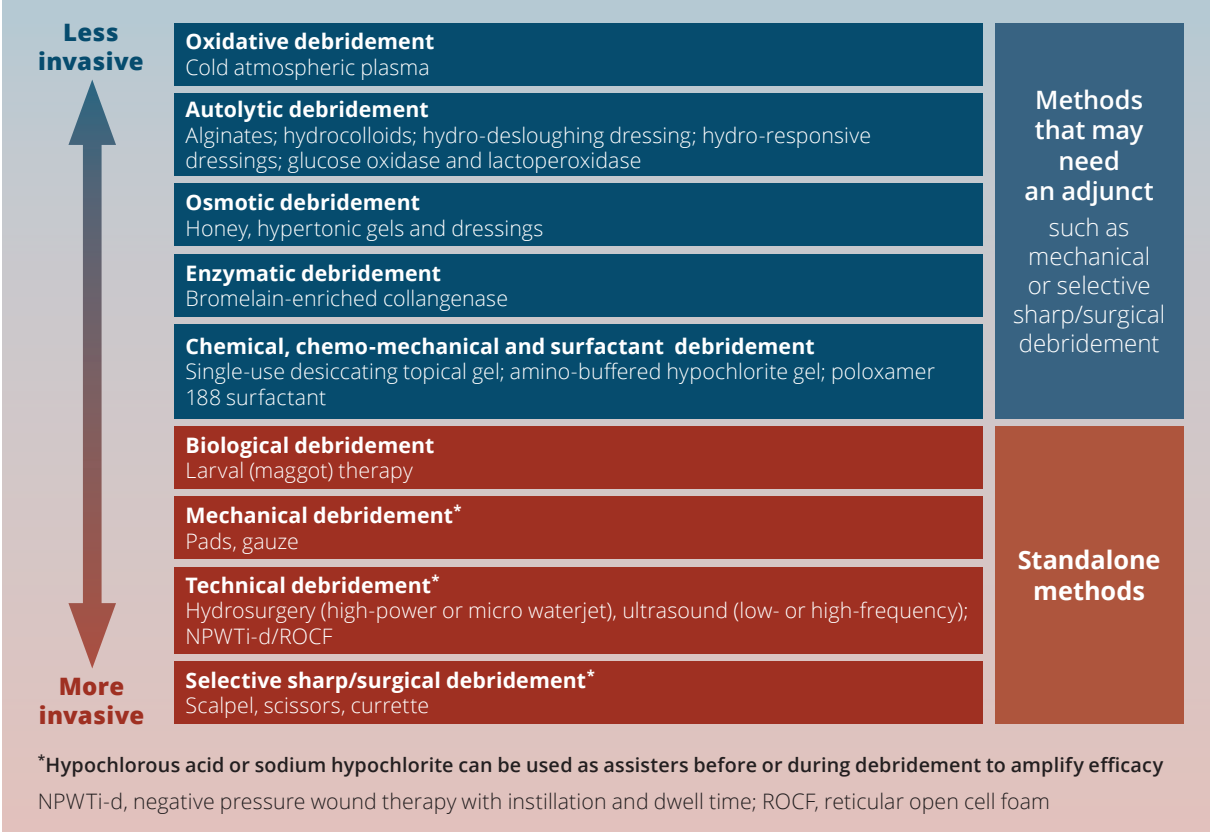 Less
invasive
Oxidative debridement
Cold atmospheric plasma
Autolytic debridement
Alginates; hydrocolloids; hydro-desloughing dressing; hydro-responsive
dressings; glucose oxidase and lactoperoxidase
Osmotic debridement
Honey, hypertonic gels and dressings
Enzymatic debridement
Bromelain-enriched collangenase
Chemical, chemo-mechanical and surfactant debridement
Single-use desiccating topical gel; amino-buffered hypochlorite gel; poloxamer
188 surfactant
Methods
that may
need
an adjunct
such as
mechanical
or selective
sharp/surgical
debridement
Biological debridement
Larval (maggot) therapy
Mechanical debridement*
Pads, gauze
Technical debridement*
Hydrosurgery (high-power or micro waterjet), ultrasound (low- or high-frequency);
NPWTi-d/ROCF
Selective sharp/surgical debridement*
Scalpel, scissors, currette
Standalone
methods
More
invasive
*Hypochlorous acid or sodium hypochlorite can be used as assisters before or during debridement to amplify efficacy
NPWTi-d, negative pressure wound therapy with instillation and dwell time; ROCF, reticular open cell foam